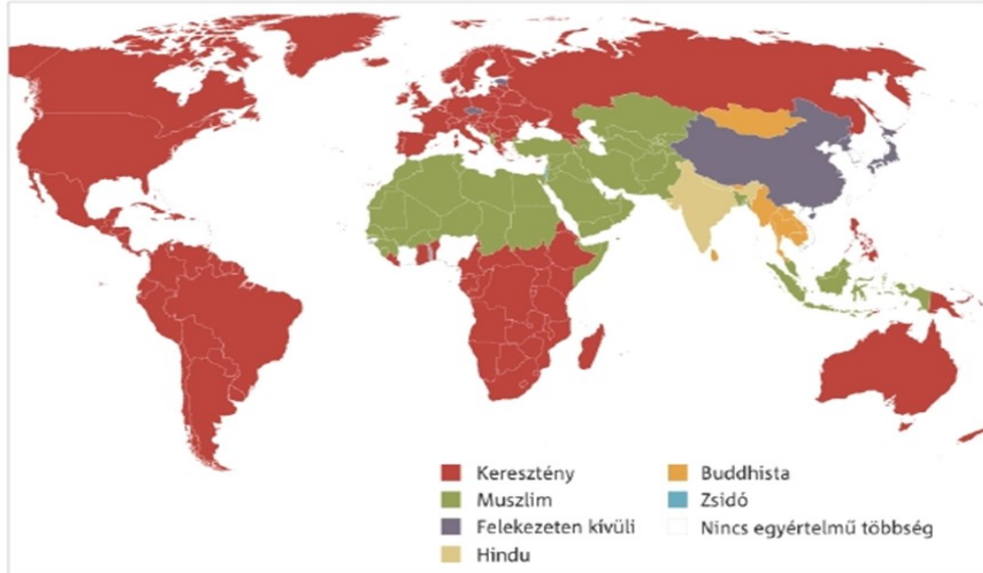 Keresztény
Muszlim
Felekezeten kívüli
Hindu
Buddhista
Zsidó
Nincs egyértelmű többség